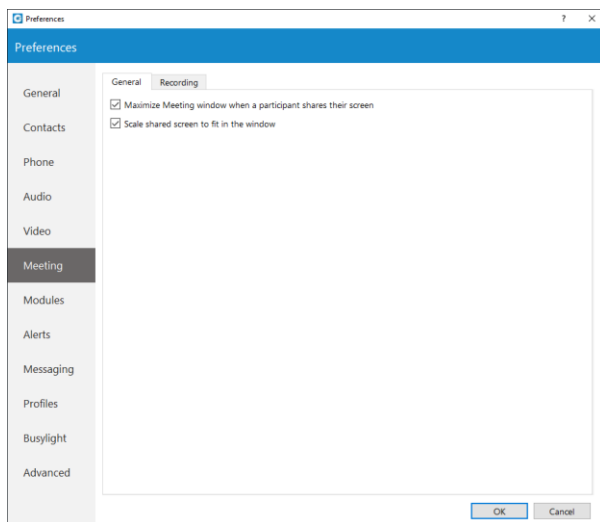 Preferences
?
Preferences
General
Contacts
Phone
Audio
Video
Meeting
Modules
Alerts
Messaging
Profiles
Busylight
Advanced
General Recording
Maximize Meeting window when a participant shares their screen
Scale shared screen to fit in the window
OK Cancel